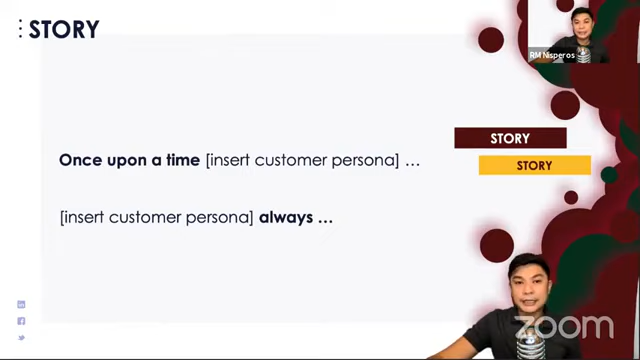 STORY
RM Nisperos
STORY
STORY
Once upon a time [insert customer persona] …
[insert customer persona] always …
zoom